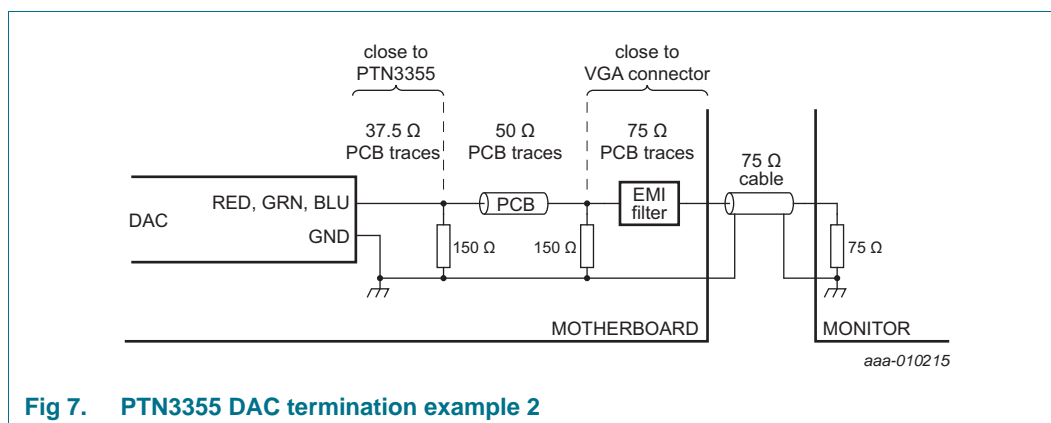 close to
PTN3355
close to
VGA connector
37.5 Ω
PCB traces
50 Ω
PCB traces
75 Ω
PCB traces
75 Ω
cable
RED, GRN, BLU
PCB
EMI
filter
DAC
GND
150 Ω
150 Ω
75 Ω
MOTHERBOARD
MONITOR
aaa-010215
Fig 7. PTN3355 DAC termination example 2